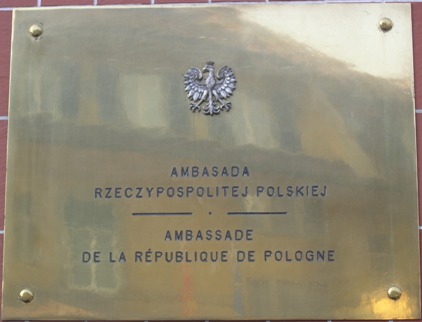 AMBASADA
RZECZYPOSPOLITEJ POLSKIEJ
AMBASSADE
DE LA RÉPUBLIQUE DE POLOGNE